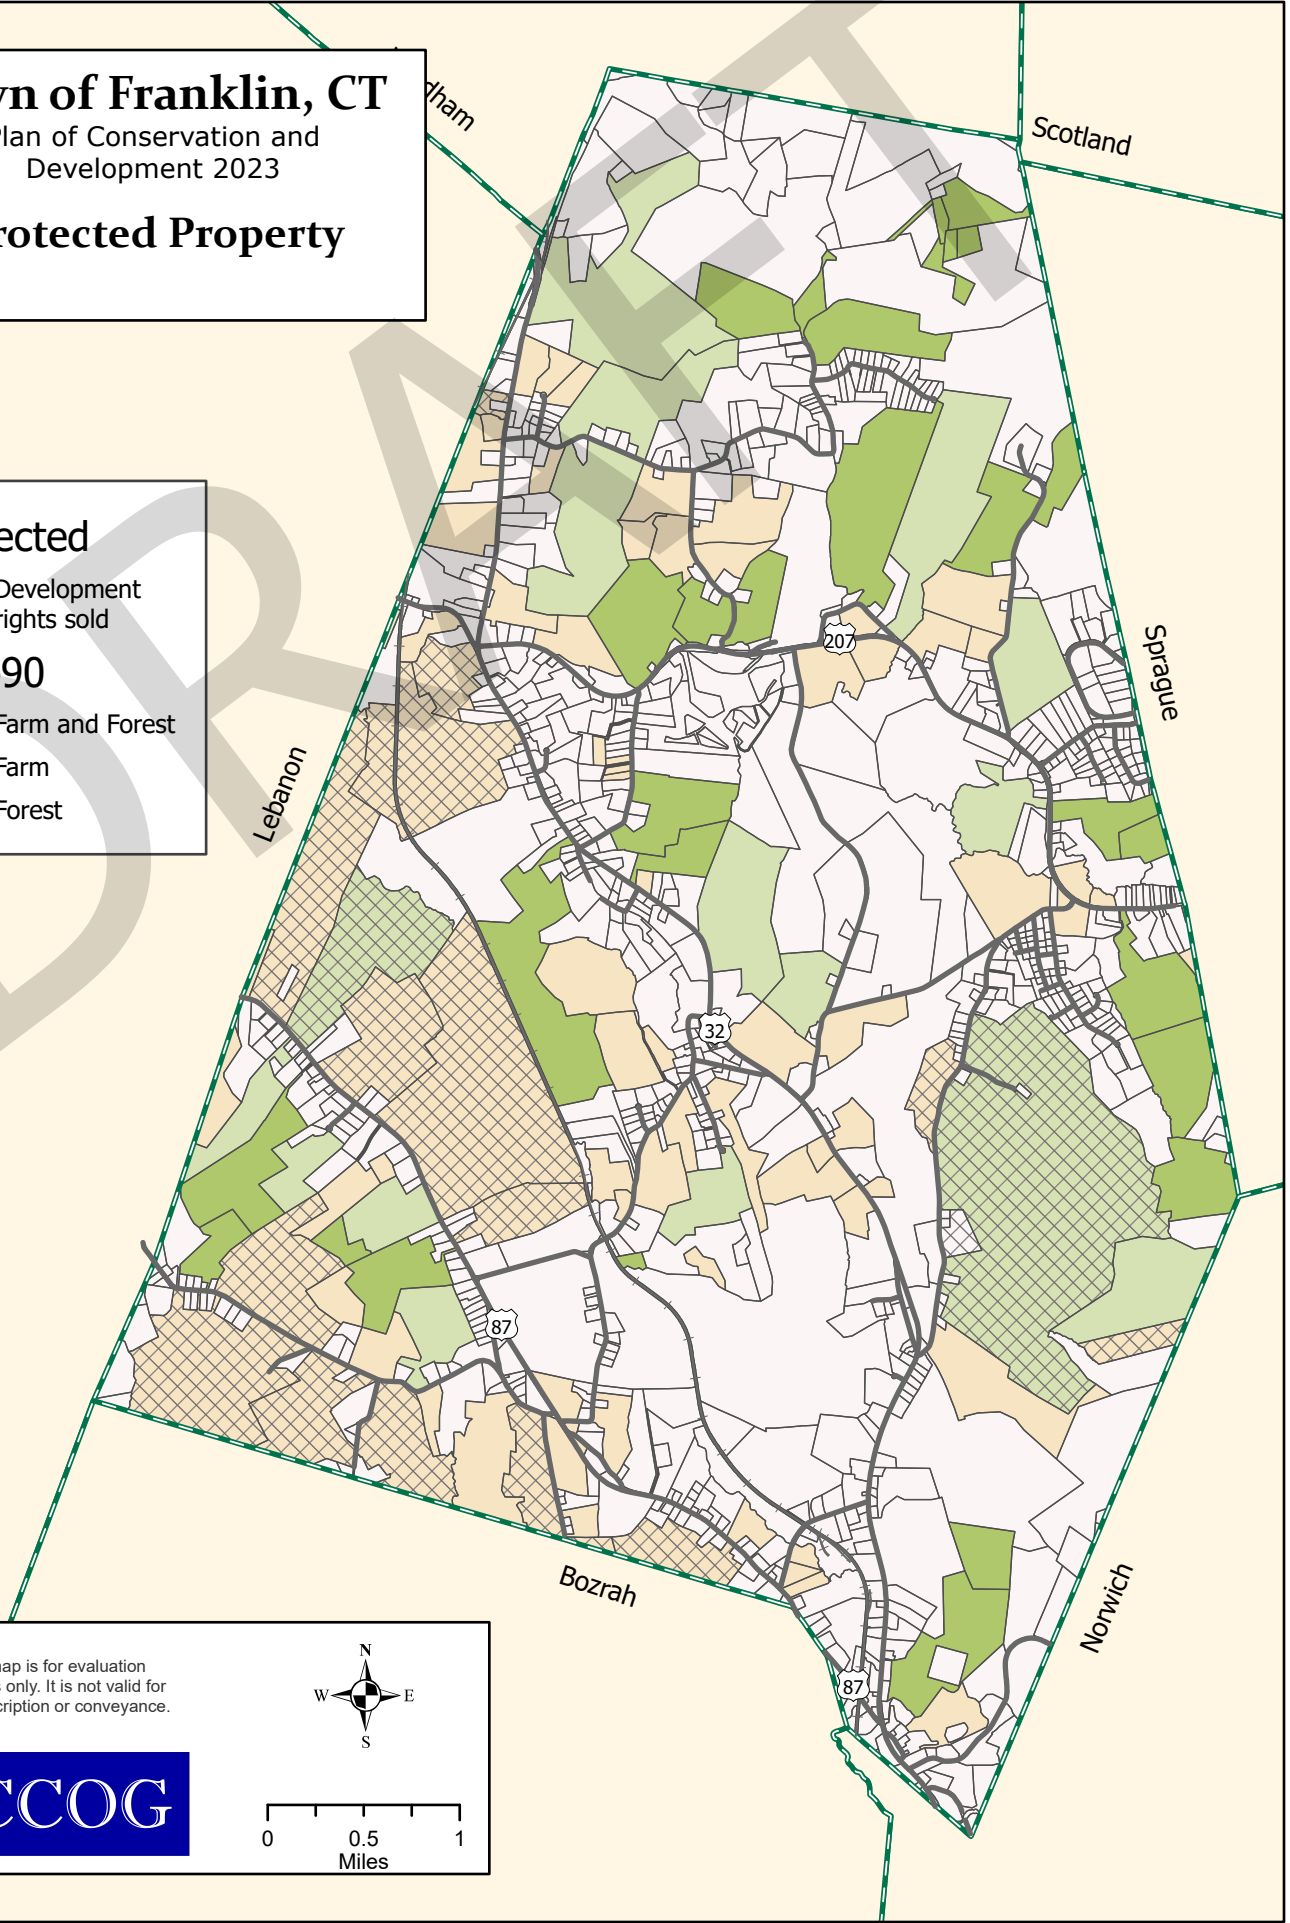 n of Franklin, CT
lan of Conservation and
Development 2023
rotected Property
dham
Scotland
DRAFT
ected
Development
rights sold
90
Farm and Forest
Farm
Forest
Lebanon
Sprague
207
32
87
Bozrah
Norwich
87
ap is for evaluation
s only. It is not valid for
cription or conveyance.
N
W E
S
CCOG
0 0.5 1
Miles